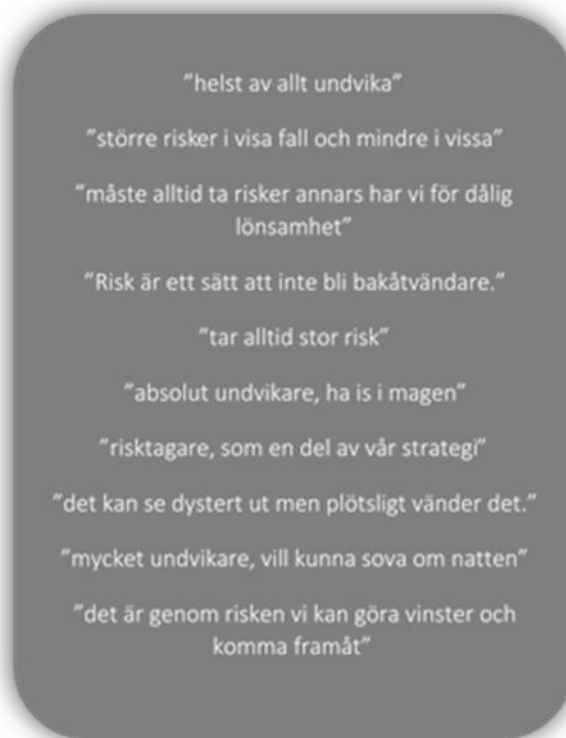 ”helst av allt undvika”
”större risker i visa fall och mindre i vissa”
”måste alltid ta risker annars har vi för dålig
lönsamhet”
”Risk är ett sätt att inte bli bakåtvändare.”
”tar alltid stor risk”
”absolut undvikare, ha is i magen”
”risktagare, som en del av vår strategi”
”det kan se dystert ut men plötsligt vänder det.”
”mycket undvikare, vill kunna sova om natten”
”det är genom risken vi kan göra vinster och
komma framåt”